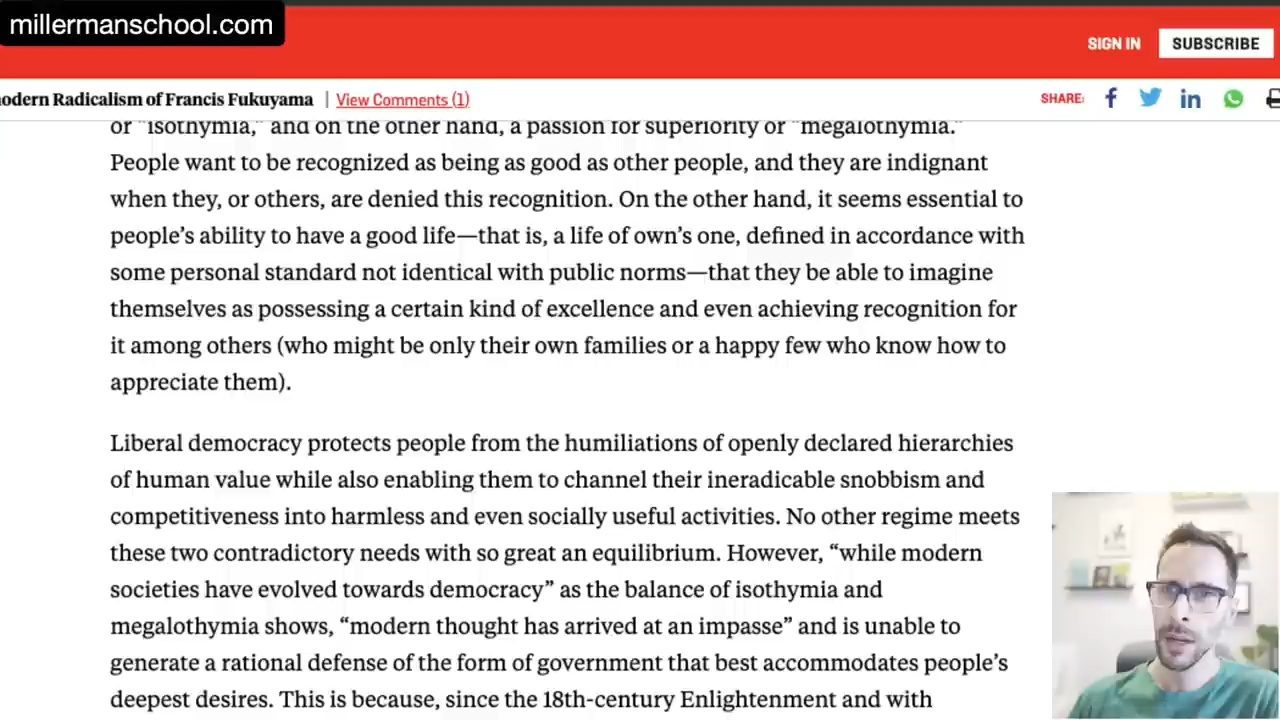 millermanschool.com
SIGN IN
SUBSCRIBE
odern Radicalism of Francis Fukuyama | View Comments (1)
SHARE:
or “isothymia,” and on the other hand, a passion for superiority or “megalothymia.”
People want to be recognized as being as good as other people, and they are indignant
when they, or others, are denied this recognition. On the other hand, it seems essential to
people’s ability to have a good life—that is, a life of own’s one, defined in accordance with
some personal standard not identical with public norms—that they be able to imagine
themselves as possessing a certain kind of excellence and even achieving recognition for
it among others (who might be only their own families or a happy few who know how to
appreciate them).
Liberal democracy protects people from the humiliations of openly declared hierarchies
of human value while also enabling them to channel their ineradicable snobbism and
competitiveness into harmless and even socially useful activities. No other regime meets
these two contradictory needs with so great an equilibrium. However, “while modern
societies have evolved towards democracy” as the balance of isothymia and
megalothymia shows, “modern thought has arrived at an impasse” and is unable to
generate a rational defense of the form of government that best accommodates people’s
deepest desires. This is because, since the 18th-century Enlightenment and with